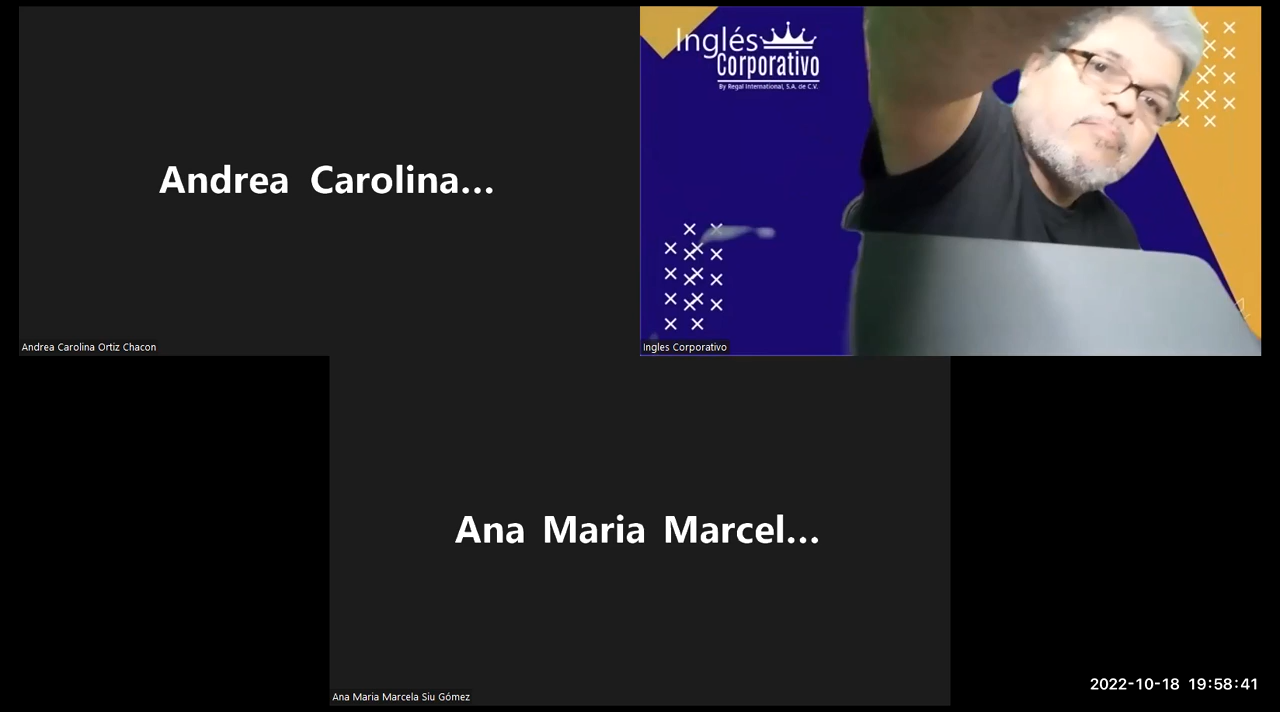 Inglés
Corporativo
By Regal International, S.A. de C.V.
Andrea Carolina...
Andrea Carolina Ortiz Chacon
Ingles Corporativo
Ana Maria Marcel...
Ana Maria Marcela Siu Gómez
2022-10-18 19:58:41